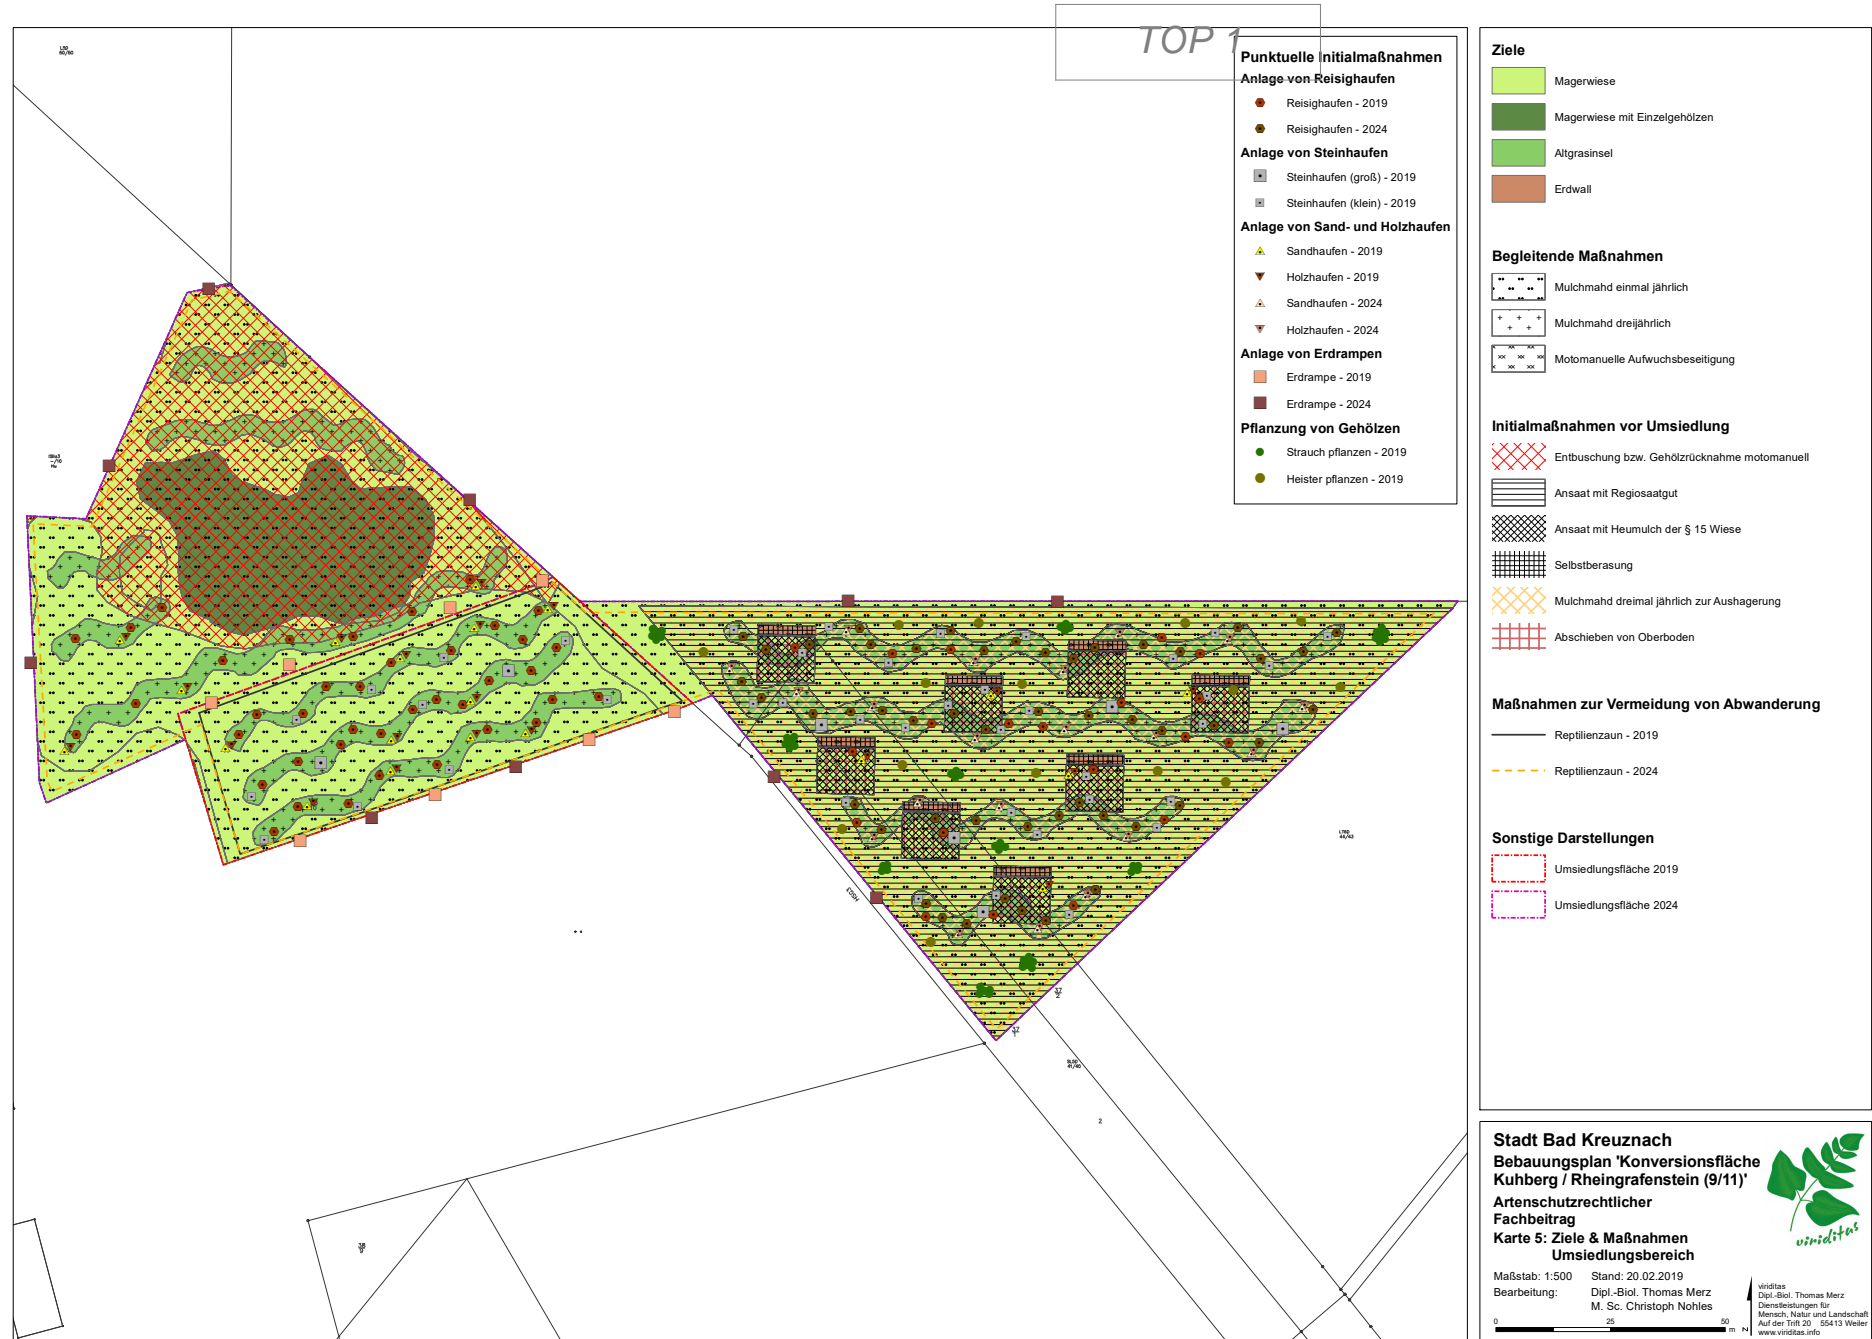 TOP 1
Punktuelle Initialmaßnahmen
Anlage von Reisighaufen
Reisighaufen - 2019
Reisighaufen - 2024
Anlage von Steinhaufen
Steinhaufen (groß) - 2019
Steinhaufen (klein) - 2019
Anlage von Sand- und Holzhaufen
Sandhaufen - 2019
Holzhaufen - 2019
Sandhaufen - 2024
Holzhaufen - 2024
Anlage von Erdrampen
Erdrampe - 2019
Erdrampe - 2024
Pflanzung von Gehölzen
Strauch pflanzen - 2019
Heister pflanzen - 2019
Ziele
Magerwiese
Magerwiese mit Einzelgehölzen
Altgrasinsel
Erdwall
Begleitende Maßnahmen
Mulchmahd einmal jährlich
Mulchmahd dreijährlich
Motomanuelle Aufwuchsbeseitigung
Initialmaßnahmen vor Umsiedlung
Entbuschung bzw. Gehölzrücknahme motomanuell
Ansaat mit Regiosaatgut
Ansaat mit Heumulch der § 15 Wiese
Selbstberasung
Mulchmahd dreimal jährlich zur Aushagerung
Abschieben von Oberboden
Maßnahmen zur Vermeidung von Abwanderung
Reptilienzaun - 2019
Reptilienzaun - 2024
Sonstige Darstellungen
Umsiedlungsfläche 2019
Umsiedlungsfläche 2024
37
2
37
1
2
Stadt Bad Kreuznach
Bebauungsplan 'Konversionsfläche
Kuhberg / Rheingrafenstein (9/11)'
Artenschutzrechtlicher
Fachbeitrag
Karte 5: Ziele & Maßnahmen
Umsiedlungsbereich
Maßstab: 1:500 Stand: 20.02.2019
Bearbeitung: Dipl.-Biol. Thomas Merz
M. Sc. Christoph Nohles
0 25 50 m
N
viriditas
viriditas
Dipl.-Biol. Thomas Merz
Dienstleistungen für
Mensch, Natur und Landschaft
Auf der Trift 20 55413 Weiler
www.viriditas.info